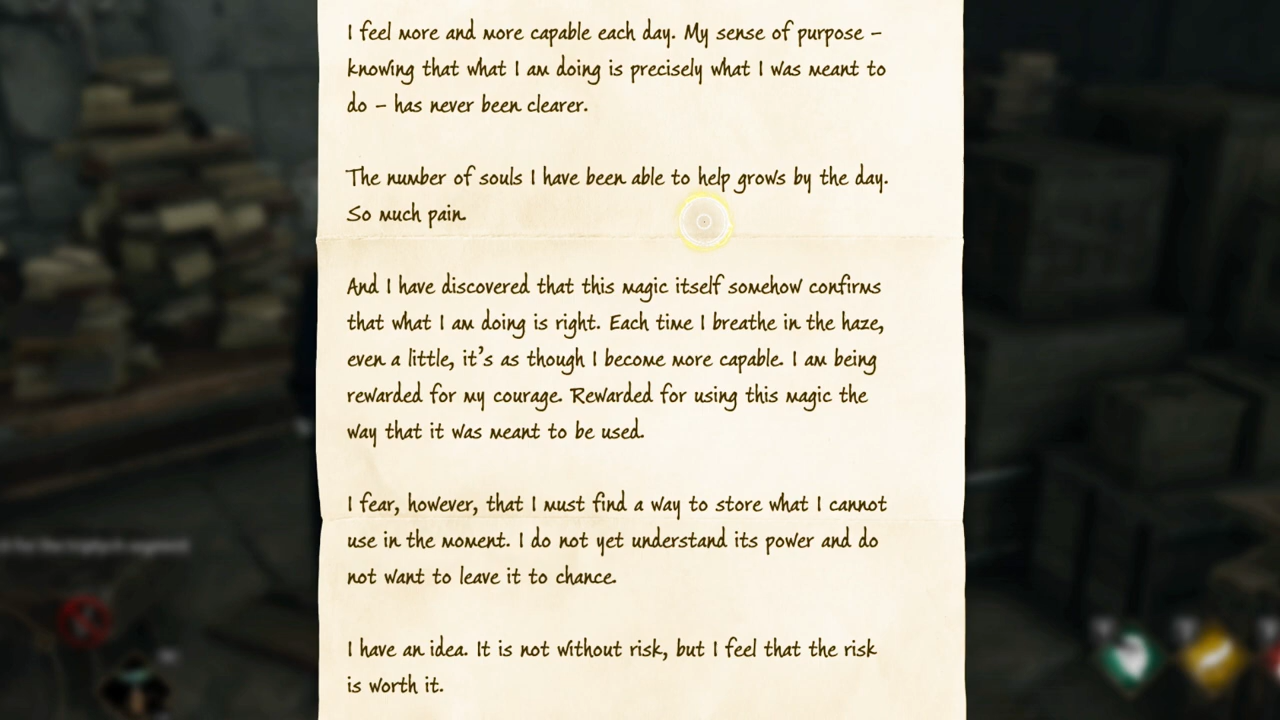 I feel more and more capable each day. My sense of purpose –
knowing that what I am doing is precisely what I was meant to
do – has never been clearer.
The number of souls I have been able to help grows by the day.
So much pain.
And I have discovered that this magic itself somehow confirms
that what I am doing is right. Each time I breathe in the haze,
even a little, it's as though I become more capable. I am being
rewarded for my courage. Rewarded for using this magic the
way that it was meant to be used.
I fear, however, that I must find a way to store what I cannot
use in the moment. I do not yet understand its power and do
not want to leave it to chance.
I have an idea. It is not without risk, but I feel that the risk
is worth it.